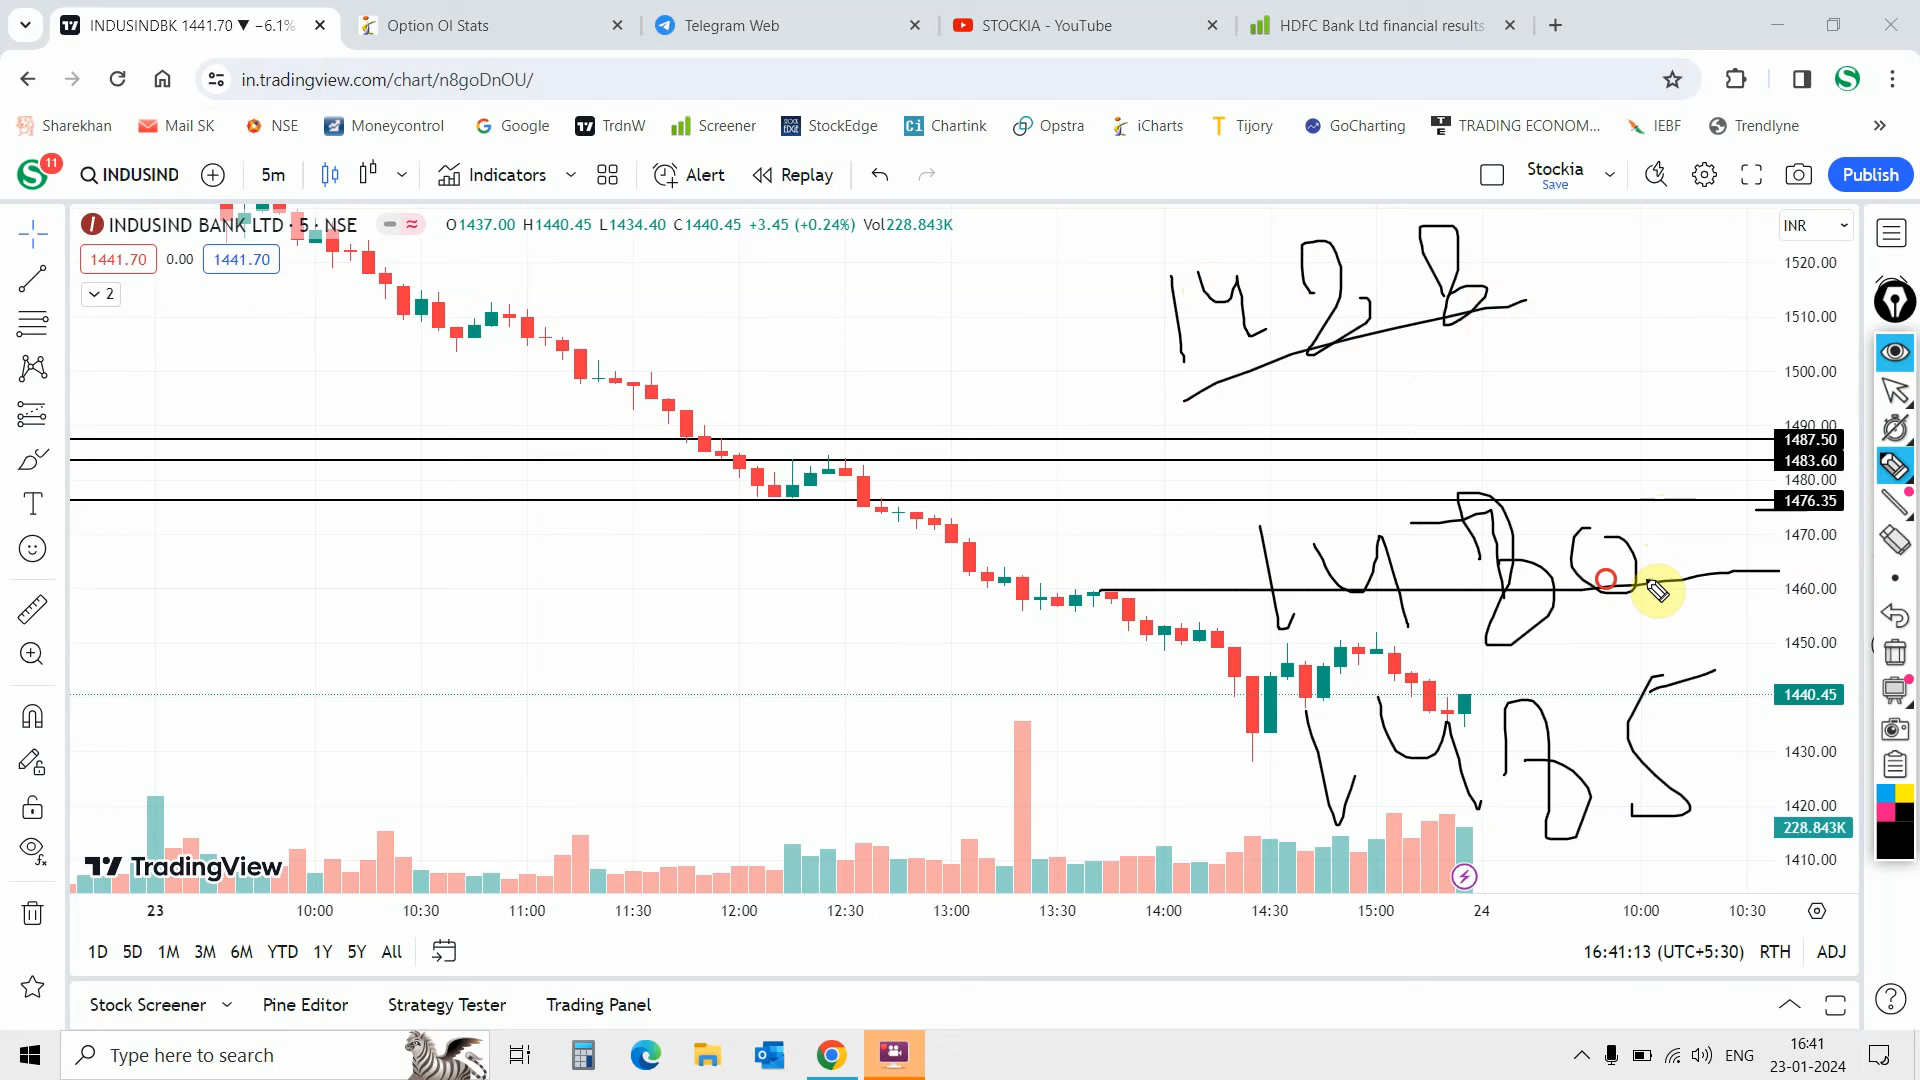 INDUSINDBK 1441.70 ▼ −6.1%
Option OI Stats
Telegram Web
STOCKIA - YouTube
HDFC Bank Ltd financial results
in.tradingview.com/chart/n8goDnOU/
Sharekhan
Mail SK
NSE
Moneycontrol
Google
TrdnW
Screener
StockEdge
Chartink
Opstra
iCharts
Tijory
GoCharting
TRADING ECONOM...
IEBF
Trendlyne
11
INDUSIND
5m
Indicators
Alert
Replay
Stockia
Save
Publish
INDUSIND BANK LTD · 5 · NSE
O1437.00 H1440.45 L1434.40 C1440.45 +3.45 (+0.24%) Vol228.843K
INR
1441.70
0.00
1441.70
2
1428
1520.00
1510.00
1500.00
1490.00
1487.50
1483.60
1480.00
1476.35
1470.00
1460.00
1450.00
1440.45
1430.00
1420.00
228.843K
1410.00
TradingView
23
10:00
10:30
11:00
11:30
12:00
12:30
13:00
13:30
14:00
14:30
15:00
24
10:00
10:30
1D
5D
1M
3M
6M
YTD
1Y
5Y
All
16:41:13 (UTC+5:30)
RTH
ADJ
Stock Screener
Pine Editor
Strategy Tester
Trading Panel
Type here to search
ENG
16:41
23-01-2024